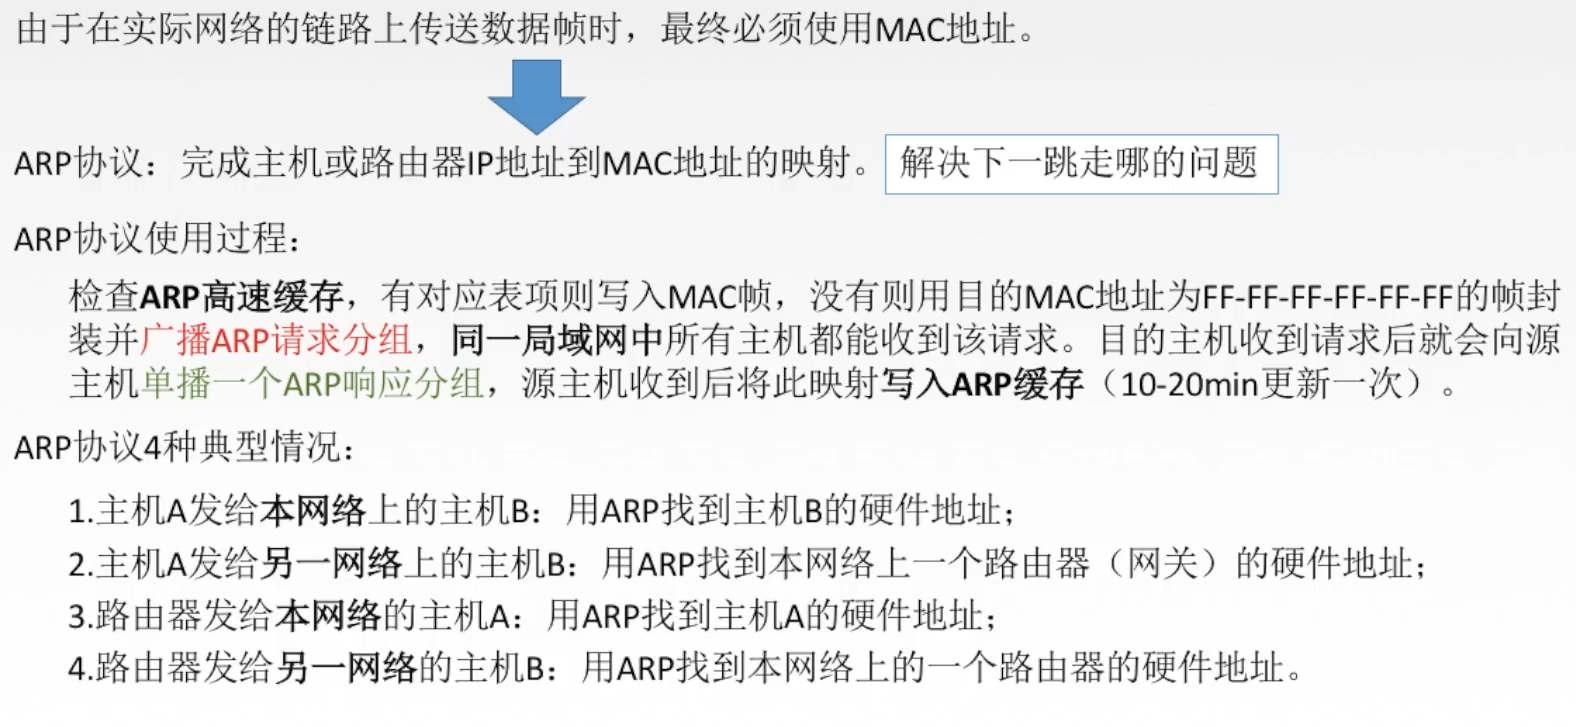 由于在实际网络的链路上传送数据帧时，最终必须使用MAC地址。
ARP协议：完成主机或路由器IP地址到MAC地址的映射。 解决下一跳走哪的问题
ARP协议使用过程：
检查ARP高速缓存，有对应表项则写入MAC帧，没有则用目的MAC地址为FF-FF-FF-FF-FF-FF的帧封
装并广播ARP请求分组，同一局域网中所有主机都能收到该请求。目的主机收到请求后就会向源
主机单播一个ARP响应分组，源主机收到后将此映射写入ARP缓存（10-20min更新一次）。
ARP协议4种典型情况：
1.主机A发给本网络上的主机B：用ARP找到主机B的硬件地址；
2.主机A发给另一网络上的主机B：用ARP找到本网络上一个路由器（网关）的硬件地址；
3.路由器发给本网络的主机A：用ARP找到主机A的硬件地址；
4.路由器发给另一网络的主机B：用ARP找到本网络上的一个路由器的硬件地址。